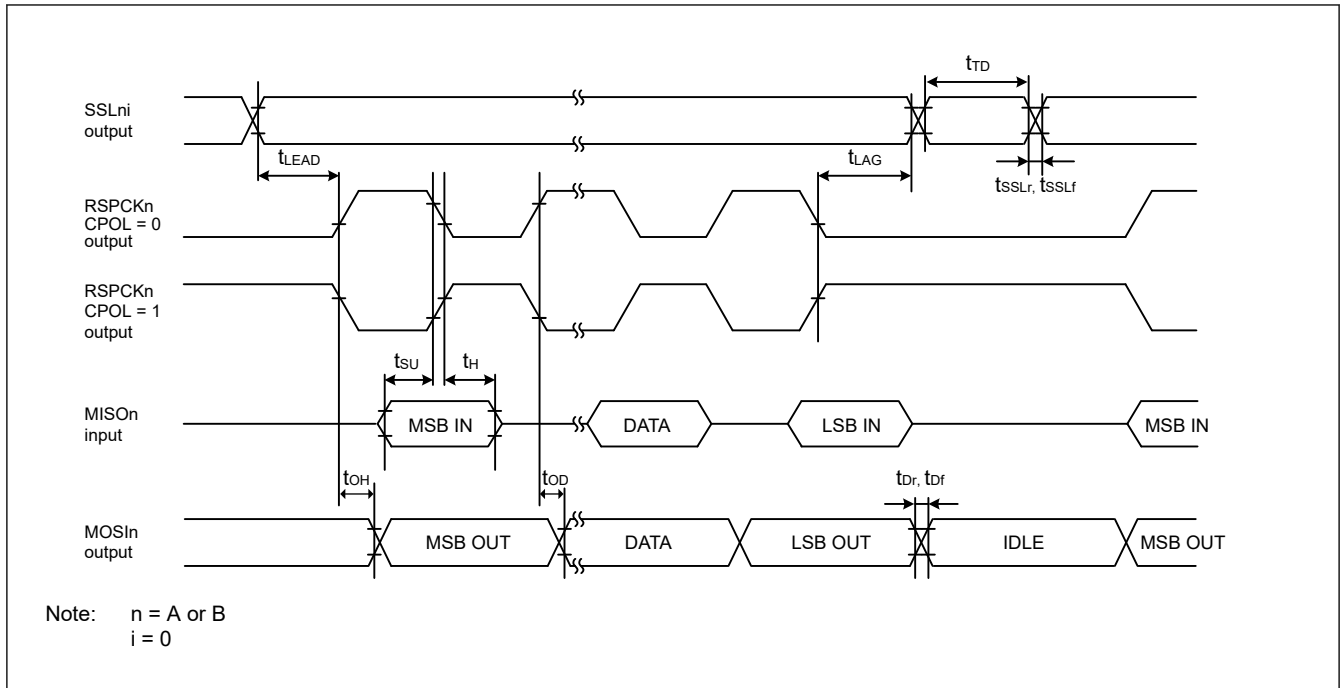 tTD
SSLni
output
tLEAD
tLAG
tSSLr, tSSLf
RSPCKn
CPOL = 0
output
RSPCKn
CPOL = 1
output
tSU
tH
MISOn
input
MSB IN
DATA
LSB IN
MSB IN
tOH
tOD
tDr, tDf
MOSIn
output
MSB OUT
DATA
LSB OUT
IDLE
MSB OUT
Note: n = A or B
i = 0